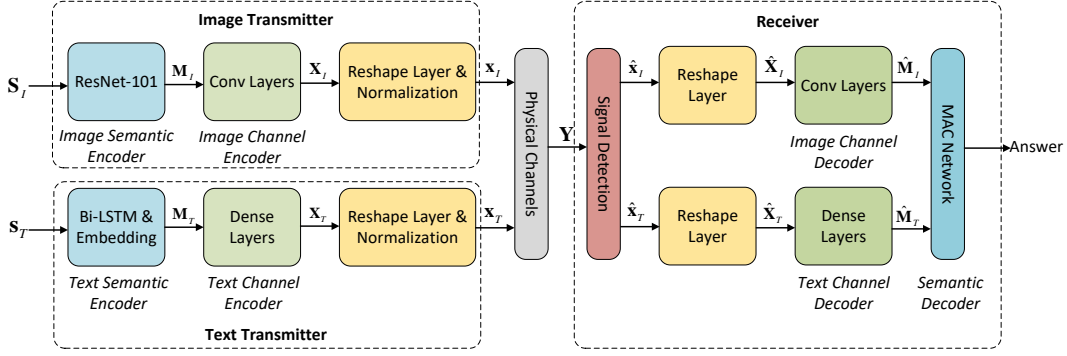 Image Transmitter
S_I
ResNet-101
Image Semantic
Encoder
M_I
Conv Layers
Image Channel
Encoder
X_I
Reshape Layer &
Normalization
x_I
Text Transmitter
s_T
Bi-LSTM &
Embedding
Text Semantic
Encoder
M_T
Dense
Layers
Text Channel
Encoder
X_T
Reshape Layer &
Normalization
x_T
Physical Channels
Y
Receiver
Signal Detection
x̂_I
Reshape
Layer
X̂_I
Conv Layers
Image Channel
Decoder
M̂_I
x̂_T
Reshape
Layer
X̂_T
Dense
Layers
Text Channel
Decoder
M̂_T
MAC Network
Semantic
Decoder
Answer